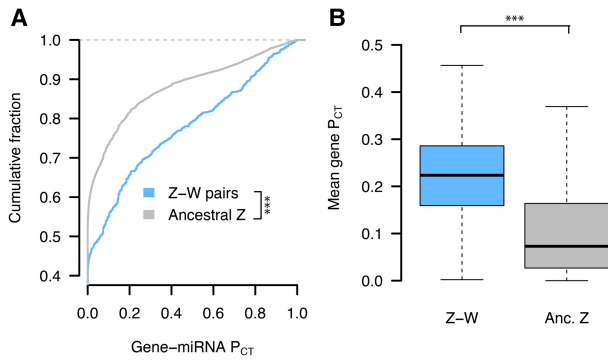 A
1.0
0.9
0.8
0.7
0.6
0.5
0.4
Cumulative fraction
Z−W pairs
Ancestral Z
***
0.0 0.2 0.4 0.6 0.8 1.0
Gene−miRNA PCT
B
***
0.5
0.4
0.3
0.2
0.1
0.0
Mean gene PCT
Z−W Anc. Z